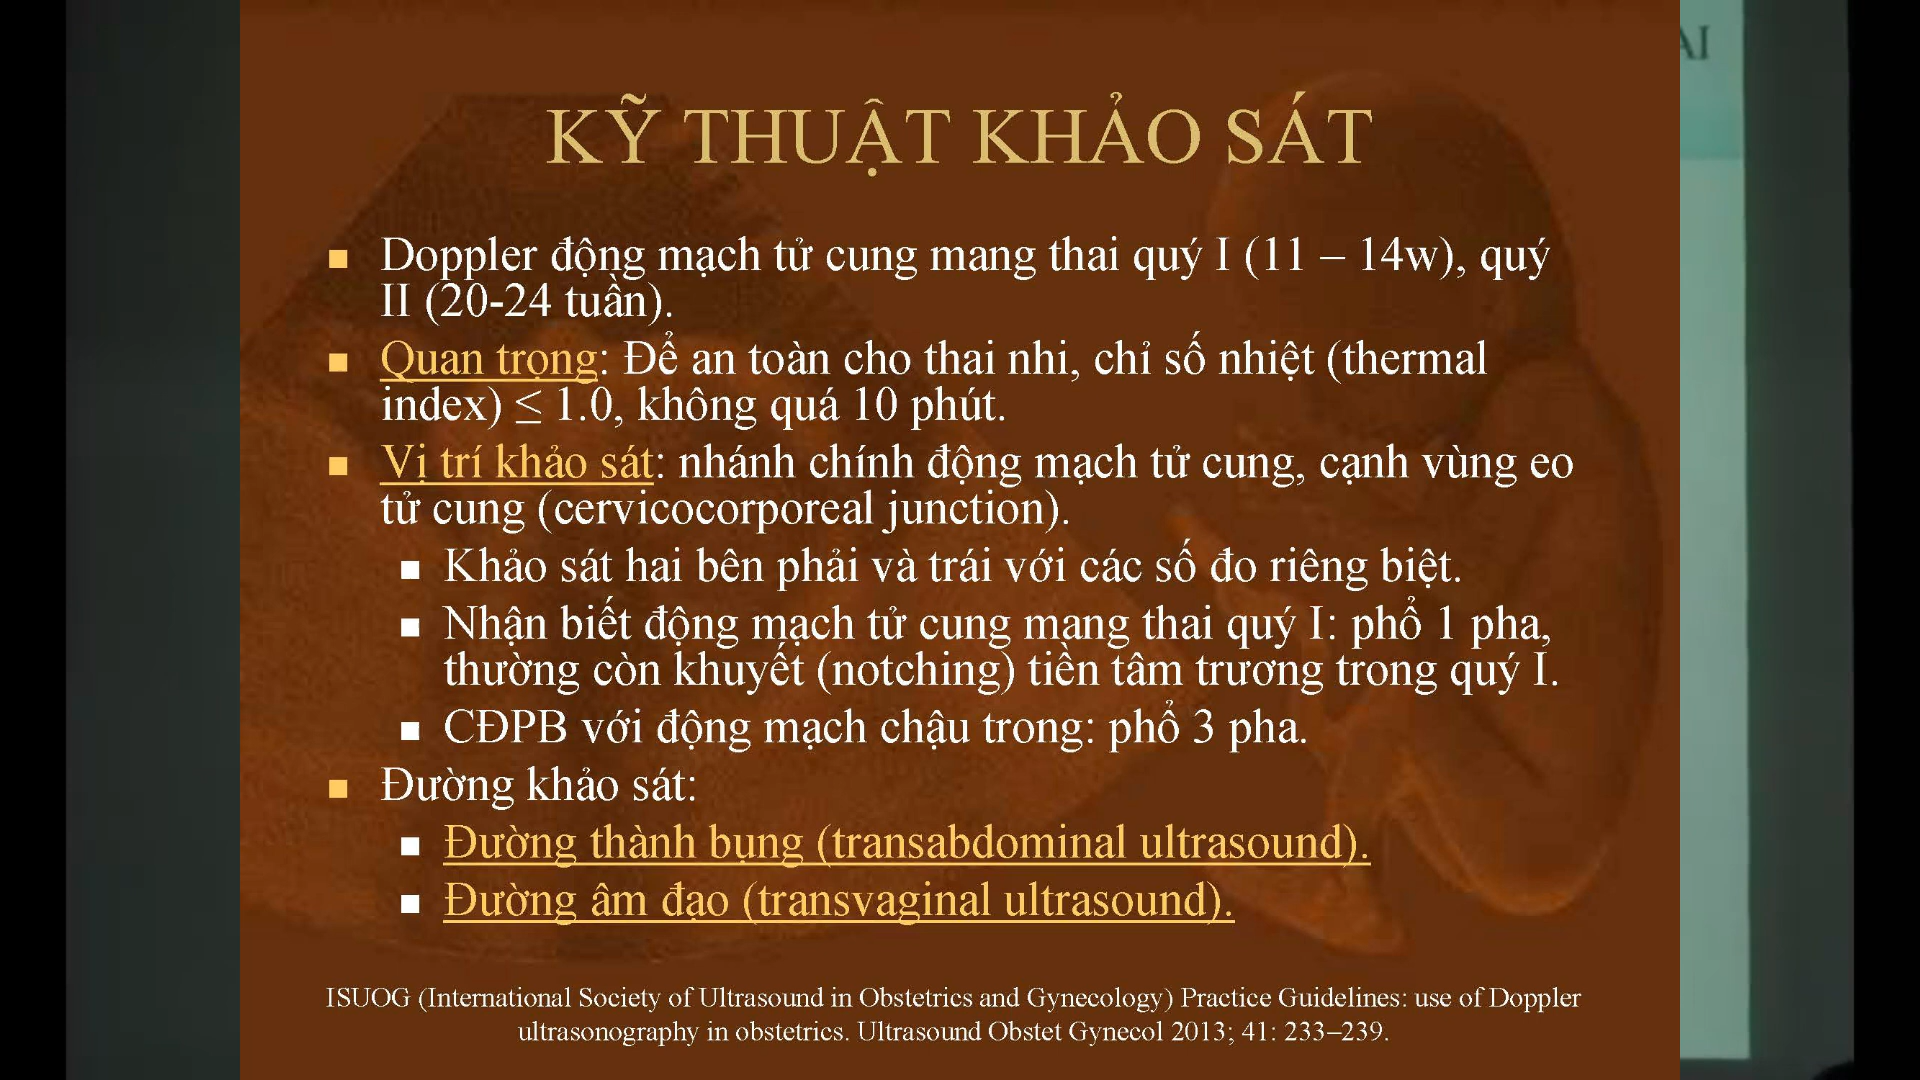 AI
KỸ THUẬT KHẢO SÁT
■ Doppler động mạch tử cung mang thai quý I (11 – 14w), quý
II (20-24 tuần).
■ Quan trọng: Để an toàn cho thai nhi, chỉ số nhiệt (thermal
index) ≤ 1.0, không quá 10 phút.
■ Vị trí khảo sát: nhánh chính động mạch tử cung, cạnh vùng eo
tử cung (cervicocorporeal junction).
■ Khảo sát hai bên phải và trái với các số đo riêng biệt.
■ Nhận biết động mạch tử cung mang thai quý I: phổ 1 pha,
thường còn khuyết (notching) tiền tâm trương trong quý I.
■ CĐPB với động mạch chậu trong: phổ 3 pha.
■ Đường khảo sát:
■ Đường thành bụng (transabdominal ultrasound).
■ Đường âm đạo (transvaginal ultrasound).
ISUOG (International Society of Ultrasound in Obstetrics and Gynecology) Practice Guidelines: use of Doppler
ultrasonography in obstetrics. Ultrasound Obstet Gynecol 2013; 41: 233–239.